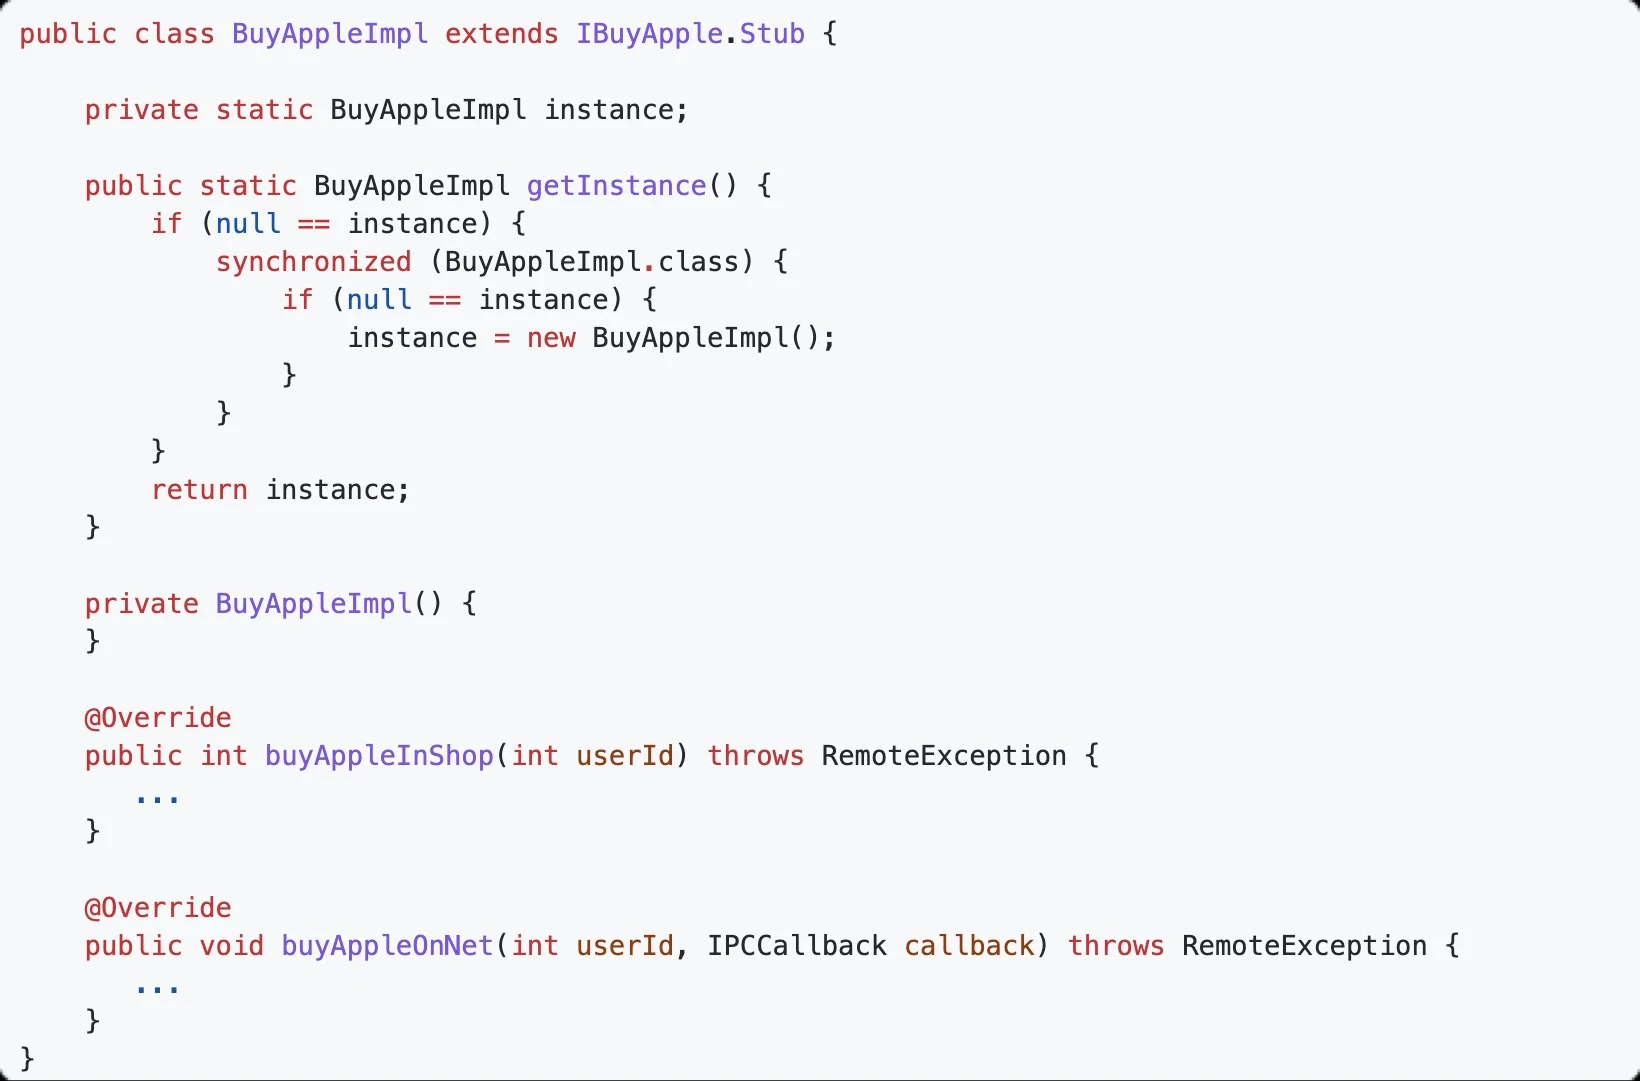 public class BuyAppleImpl extends IBuyApple.Stub {

    private static BuyAppleImpl instance;

    public static BuyAppleImpl getInstance() {
        if (null == instance) {
            synchronized (BuyAppleImpl.class) {
                if (null == instance) {
                    instance = new BuyAppleImpl();
                }
            }
        }
        return instance;
    }

    private BuyAppleImpl() {
    }

    @Override
    public int buyAppleInShop(int userId) throws RemoteException {
       ...
    }

    @Override
    public void buyAppleOnNet(int userId, IPCCallback callback) throws RemoteException {
       ...
    }
}